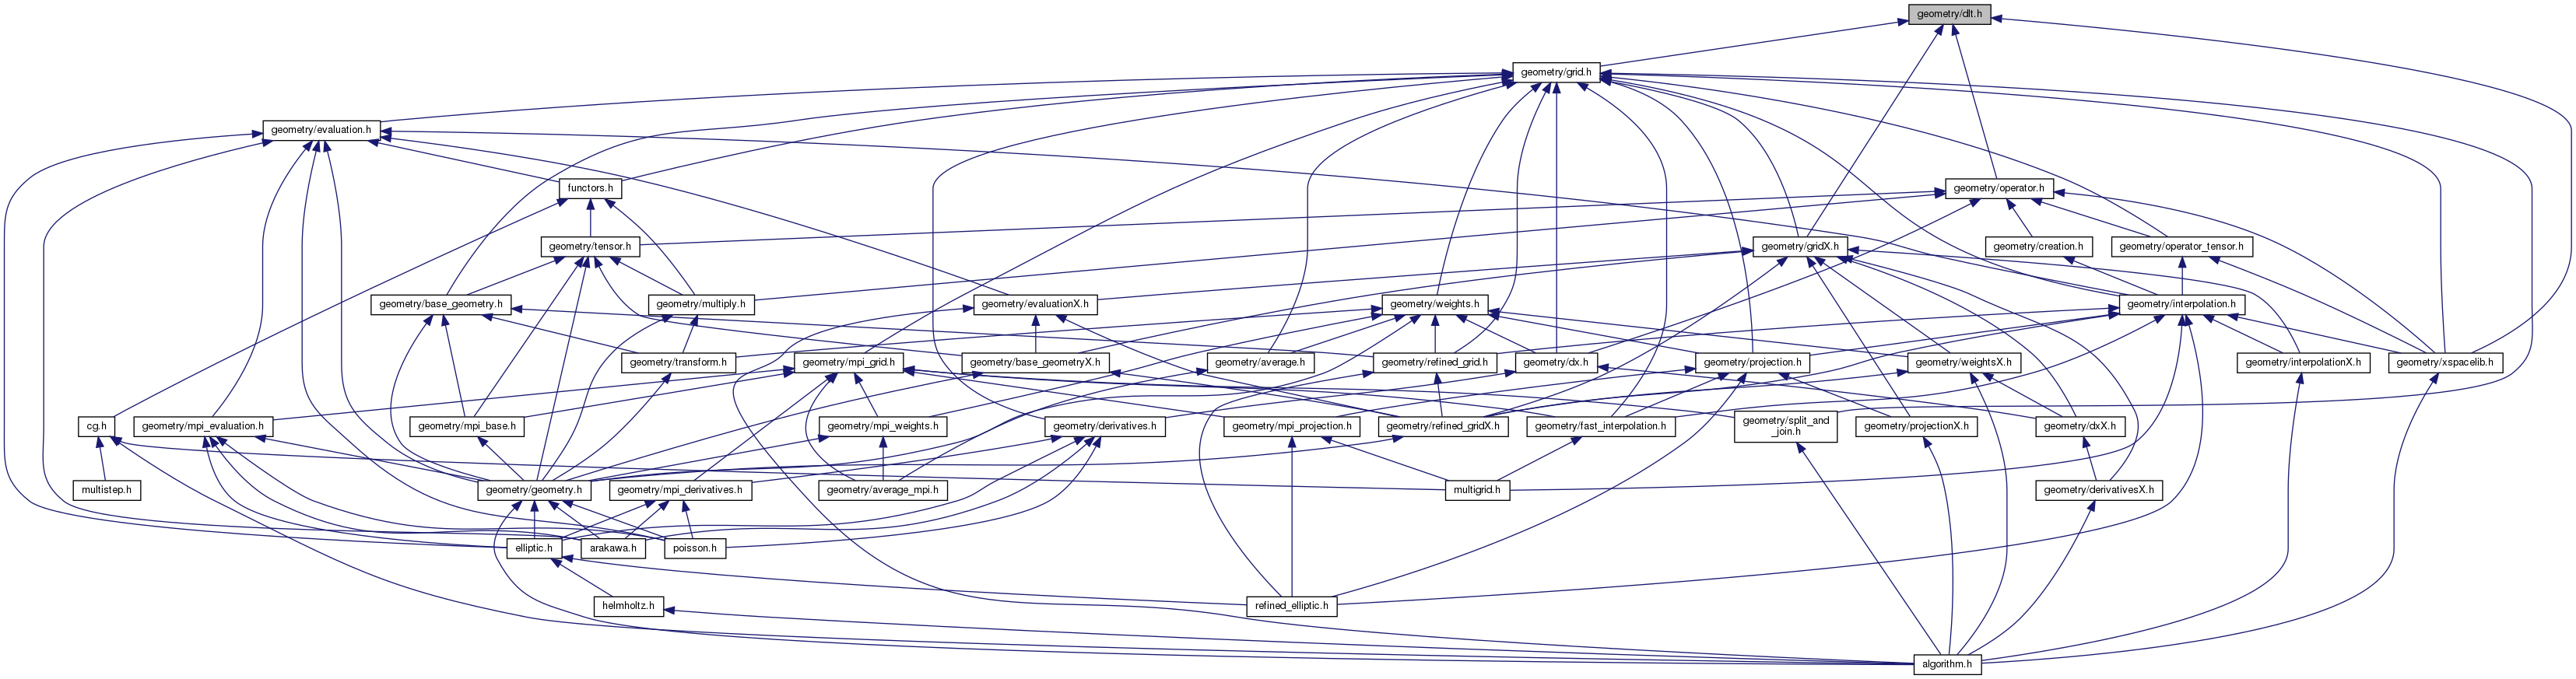 geometry/dlt.h
geometry/grid.h
geometry/evaluation.h
functors.h
geometry/operator.h
geometry/tensor.h
geometry/gridX.h
geometry/creation.h
geometry/operator_tensor.h
geometry/base_geometry.h
geometry/multiply.h
geometry/evaluationX.h
geometry/weights.h
geometry/interpolation.h
geometry/transform.h
geometry/mpi_grid.h
geometry/base_geometryX.h
geometry/average.h
geometry/refined_grid.h
geometry/dx.h
geometry/projection.h
geometry/weightsX.h
geometry/interpolationX.h
geometry/xspacelib.h
cg.h
geometry/mpi_evaluation.h
geometry/mpi_base.h
geometry/mpi_weights.h
geometry/derivatives.h
geometry/mpi_projection.h
geometry/refined_gridX.h
geometry/fast_interpolation.h
geometry/split_and
_join.h
geometry/projectionX.h
geometry/dxX.h
multistep.h
geometry/geometry.h
geometry/mpi_derivatives.h
geometry/average_mpi.h
multigrid.h
geometry/derivativesX.h
elliptic.h
arakawa.h
poisson.h
helmholtz.h
refined_elliptic.h
algorithm.h